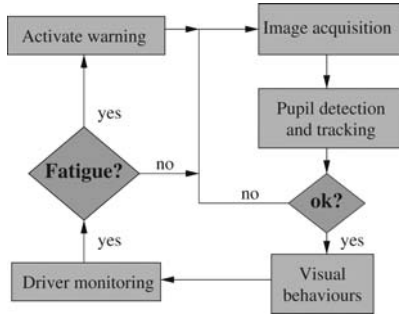 Activate warning
Image acquisition
yes
Pupil detection
and tracking
Fatigue?
no
no
ok?
yes
yes
Driver monitoring
Visual
behaviours